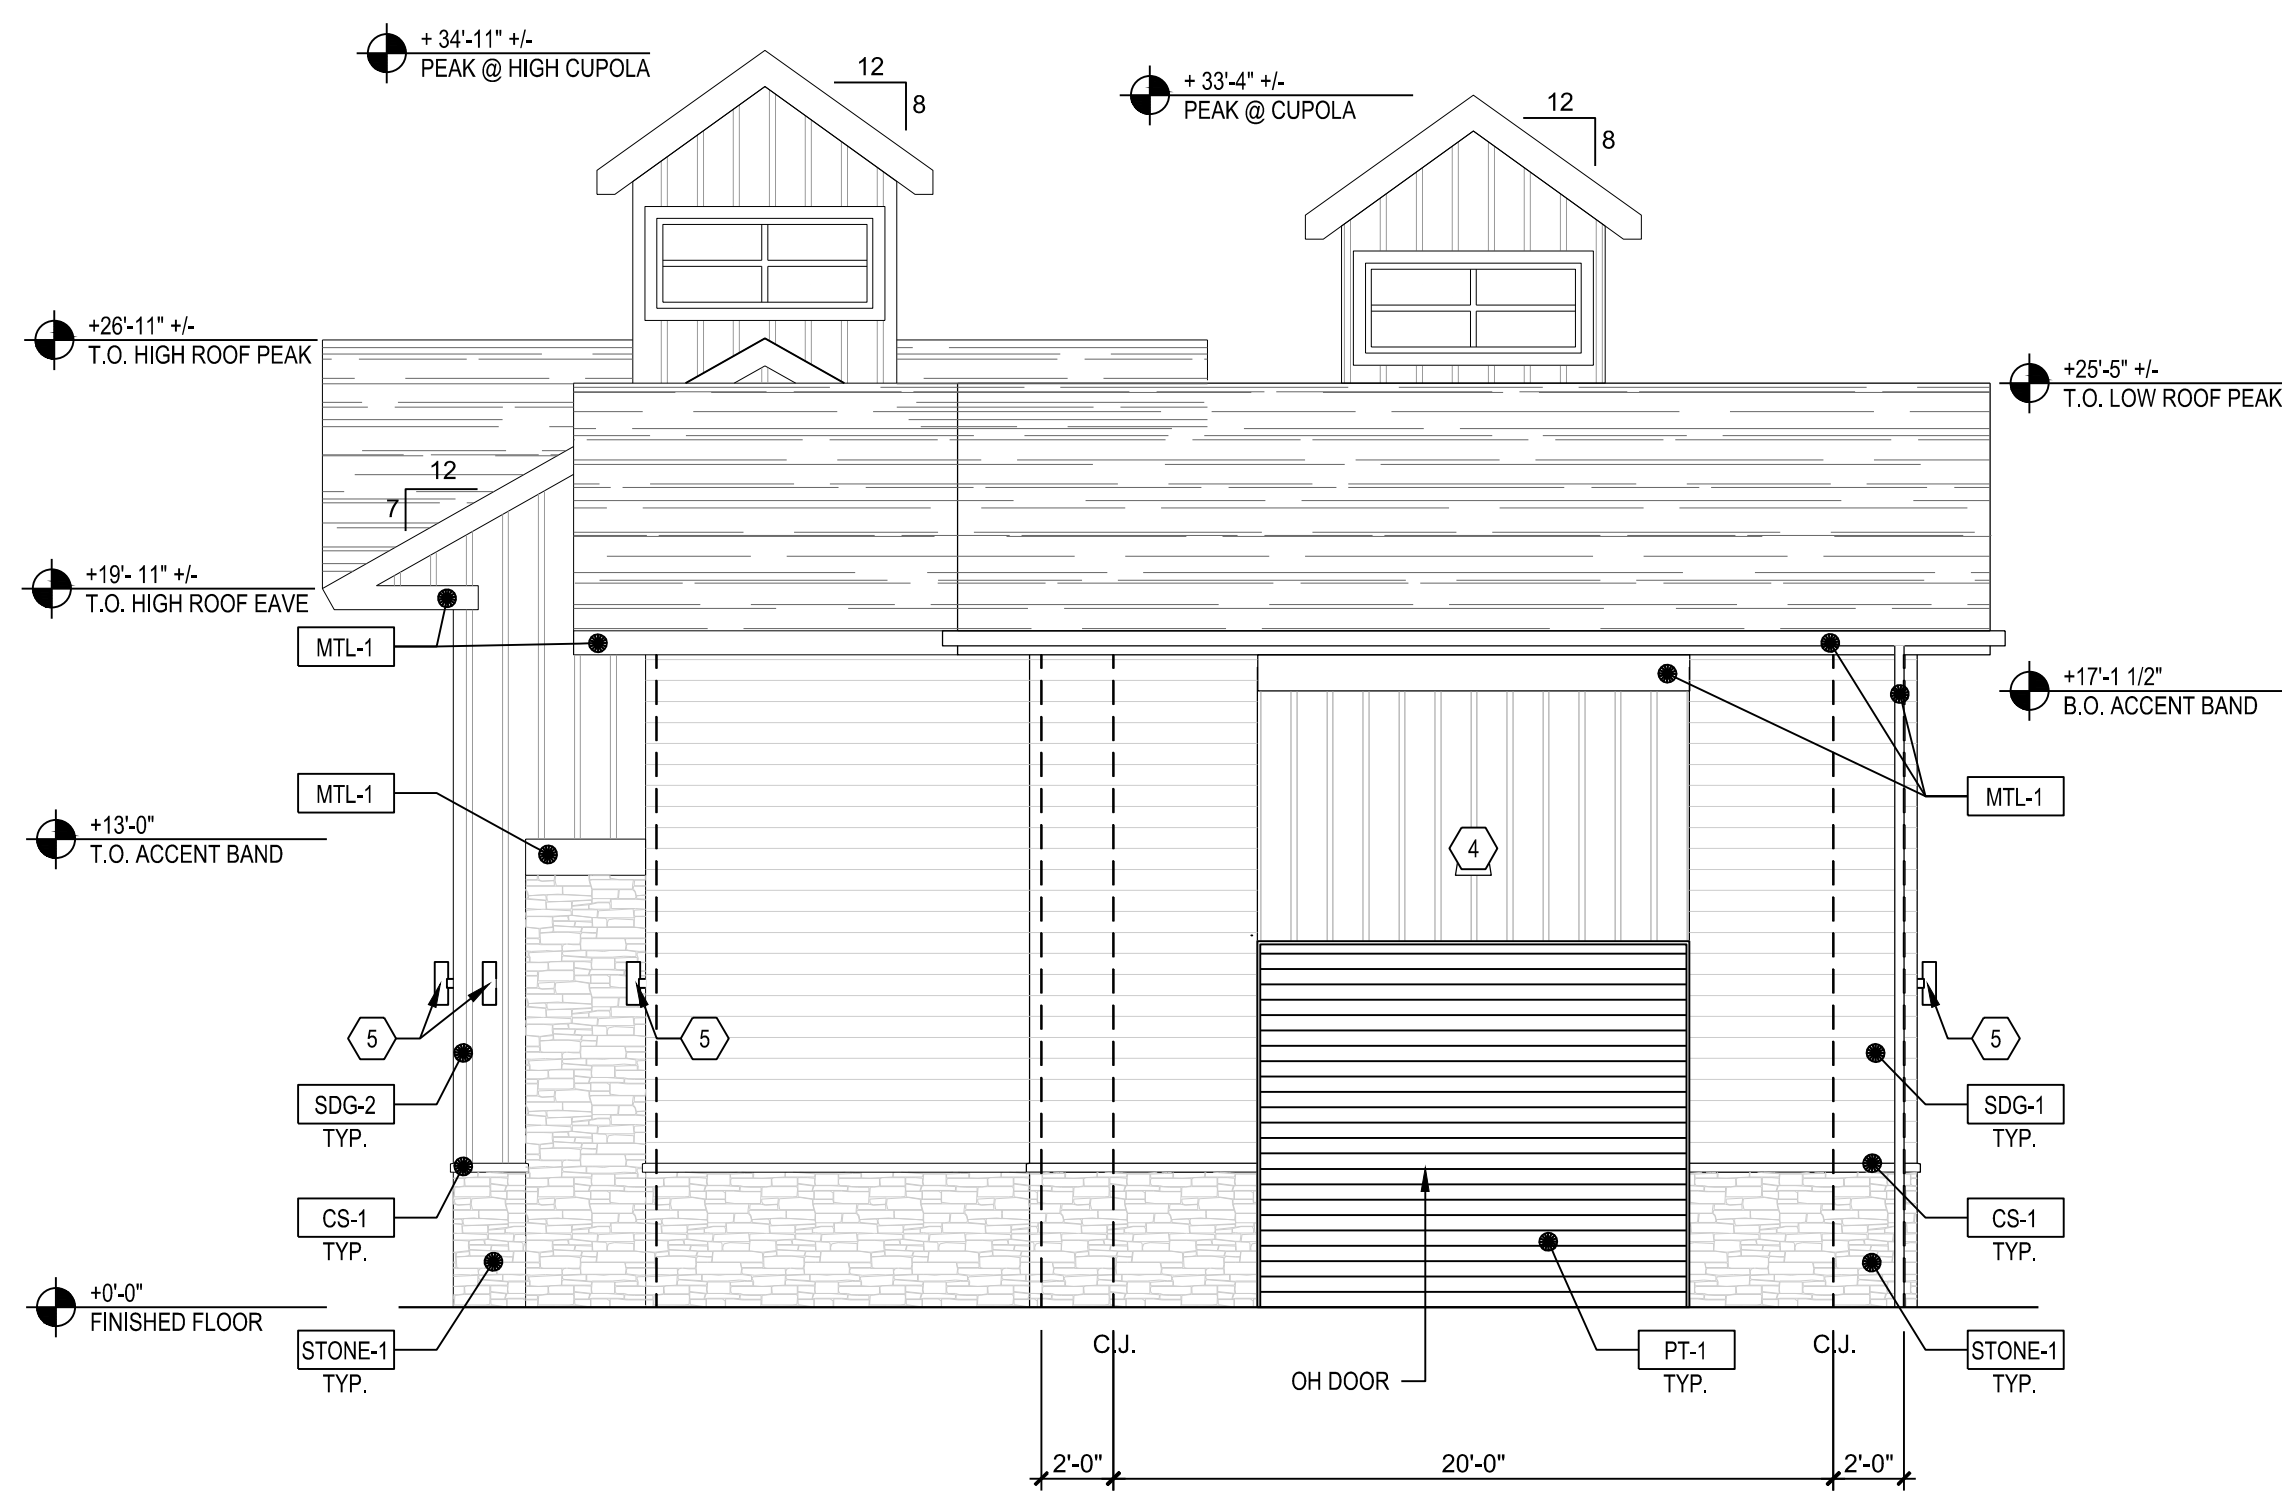 + 34'-11" +/-
PEAK @ HIGH CUPOLA
12
8
+ 33'-4" +/-
PEAK @ CUPOLA
12
8
+26'-11" +/-
T.O. HIGH ROOF PEAK
+25'-5" +/-
T.O. LOW ROOF PEAK
12
7
+19'- 11" +/-
T.O. HIGH ROOF EAVE
MTL-1
+17'-1 1/2"
B.O. ACCENT BAND
MTL-1
MTL-1
+13'-0"
T.O. ACCENT BAND
4
5
5
5
SDG-2
TYP.
SDG-1
TYP.
CS-1
TYP.
CS-1
TYP.
+0'-0"
FINISHED FLOOR
STONE-1
TYP.
C.J.
OH DOOR
PT-1
TYP.
C.J.
STONE-1
TYP.
2'-0"
20'-0"
2'-0"